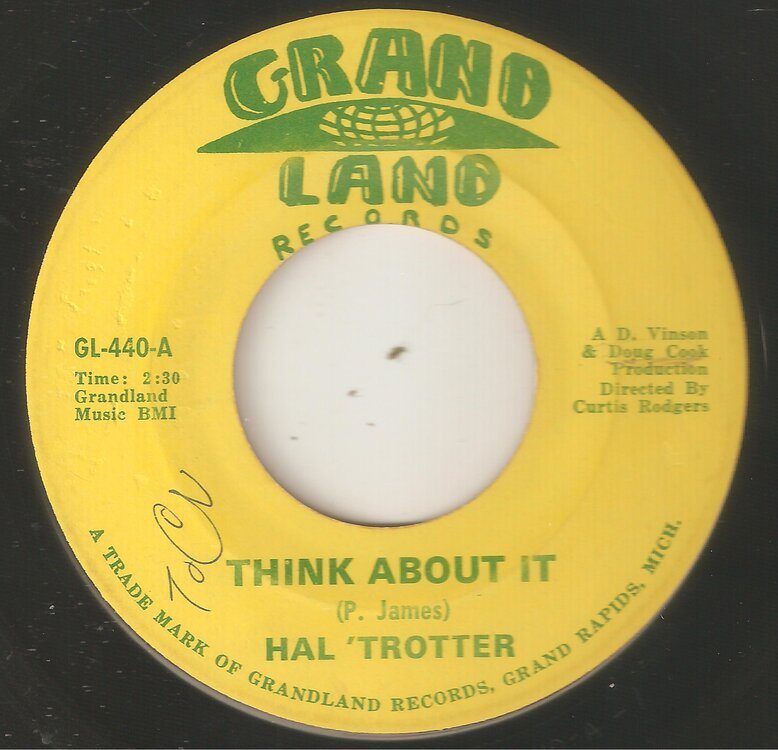 GRAND
LAND
RECORDS
GL-440-A
Time: 2:30
Grandland
Music BMI
A D. Vinson
& Doug Cook
Production
Directed By
Curtis Rodgers
THINK ABOUT IT
(P. James)
HAL 'TROTTER
A TRADE MARK OF GRANDLAND RECORDS, GRAND RAPIDS, MICH.